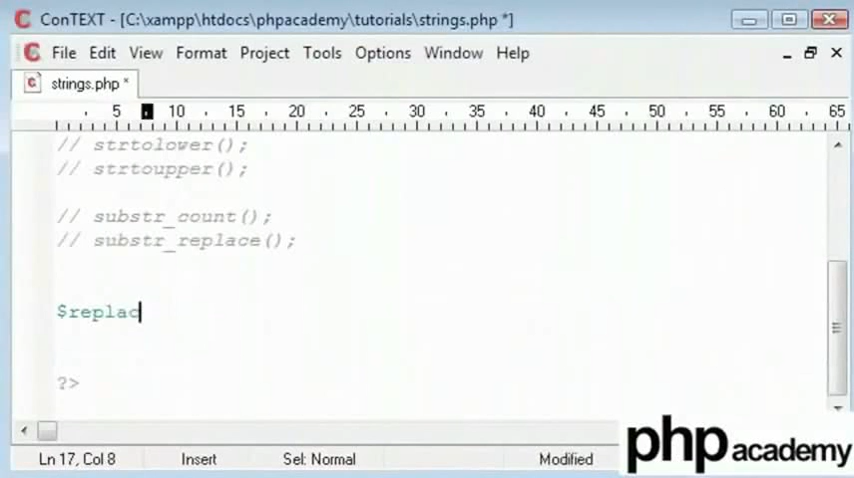 ConTEXT - [C:\xampp\htdocs\phpacademy\tutorials\strings.php *]
File Edit View Format Project Tools Options Window Help
strings.php *
5 10 15 20 25 30 35 40 45 50 55 60 65
// strtolower();
// strtoupper();
// substr_count();
// substr_replace();
$replac
?>
Ln 17, Col 8 Insert Sel: Normal Modified
php academy